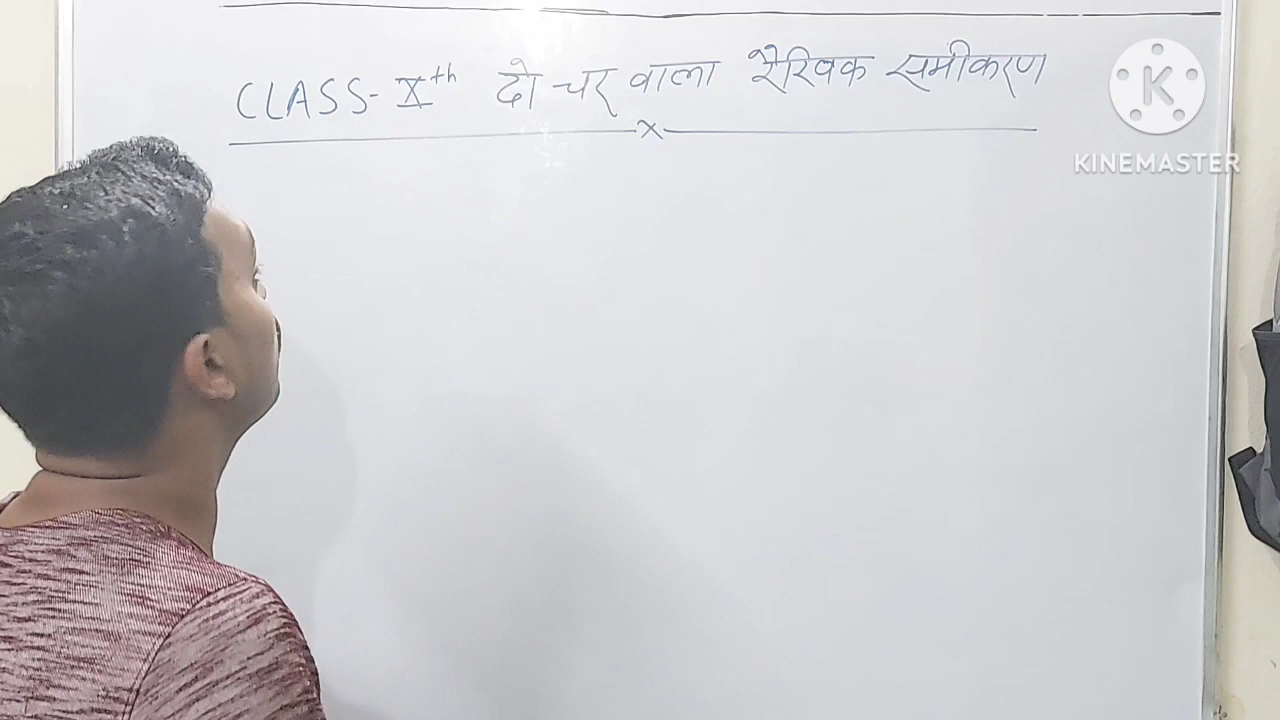 CLASS- Xth दो चर वाला रैखिक समीकरण
x
K
KINEMASTER